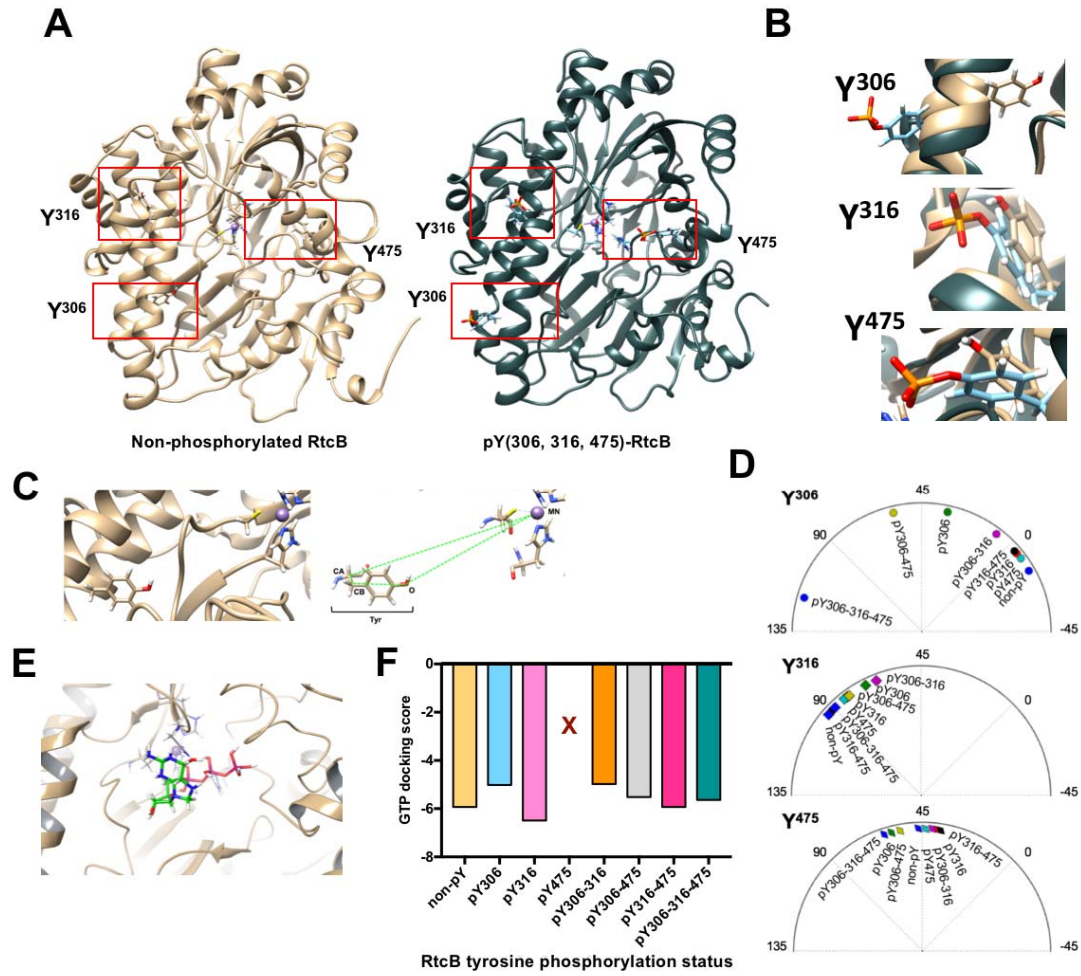 A
Y316
Y306
Y475
Non-phosphorylated RtcB
Y316
Y306
Y475
pY(306, 316, 475)-RtcB
B
Y306
Y316
Y475
C
CA
CB
O
MN
Tyr
D
Y306
45
90
0
135
-45
pY306-475
pY306
pY306-316
pY316-475
pY316
pY475
non-pY
pY306-316-475
Y316
45
90
0
135
-45
pY306-316
pY306
pY306-475
pY316
pY475
pY306-316-475
pY316-475
non-pY
Y475
45
90
0
135
-45
pY306-316-475
pY306
pY306-475
non-pY
pY475
pY306-316
pY316
pY316-475
E
F
GTP docking score
0
-2
-4
-6
-8
X
non-pY
pY306
pY316
pY475
pY306-316
pY306-475
pY316-475
pY306-316-475
RtcB tyrosine phosphorylation status